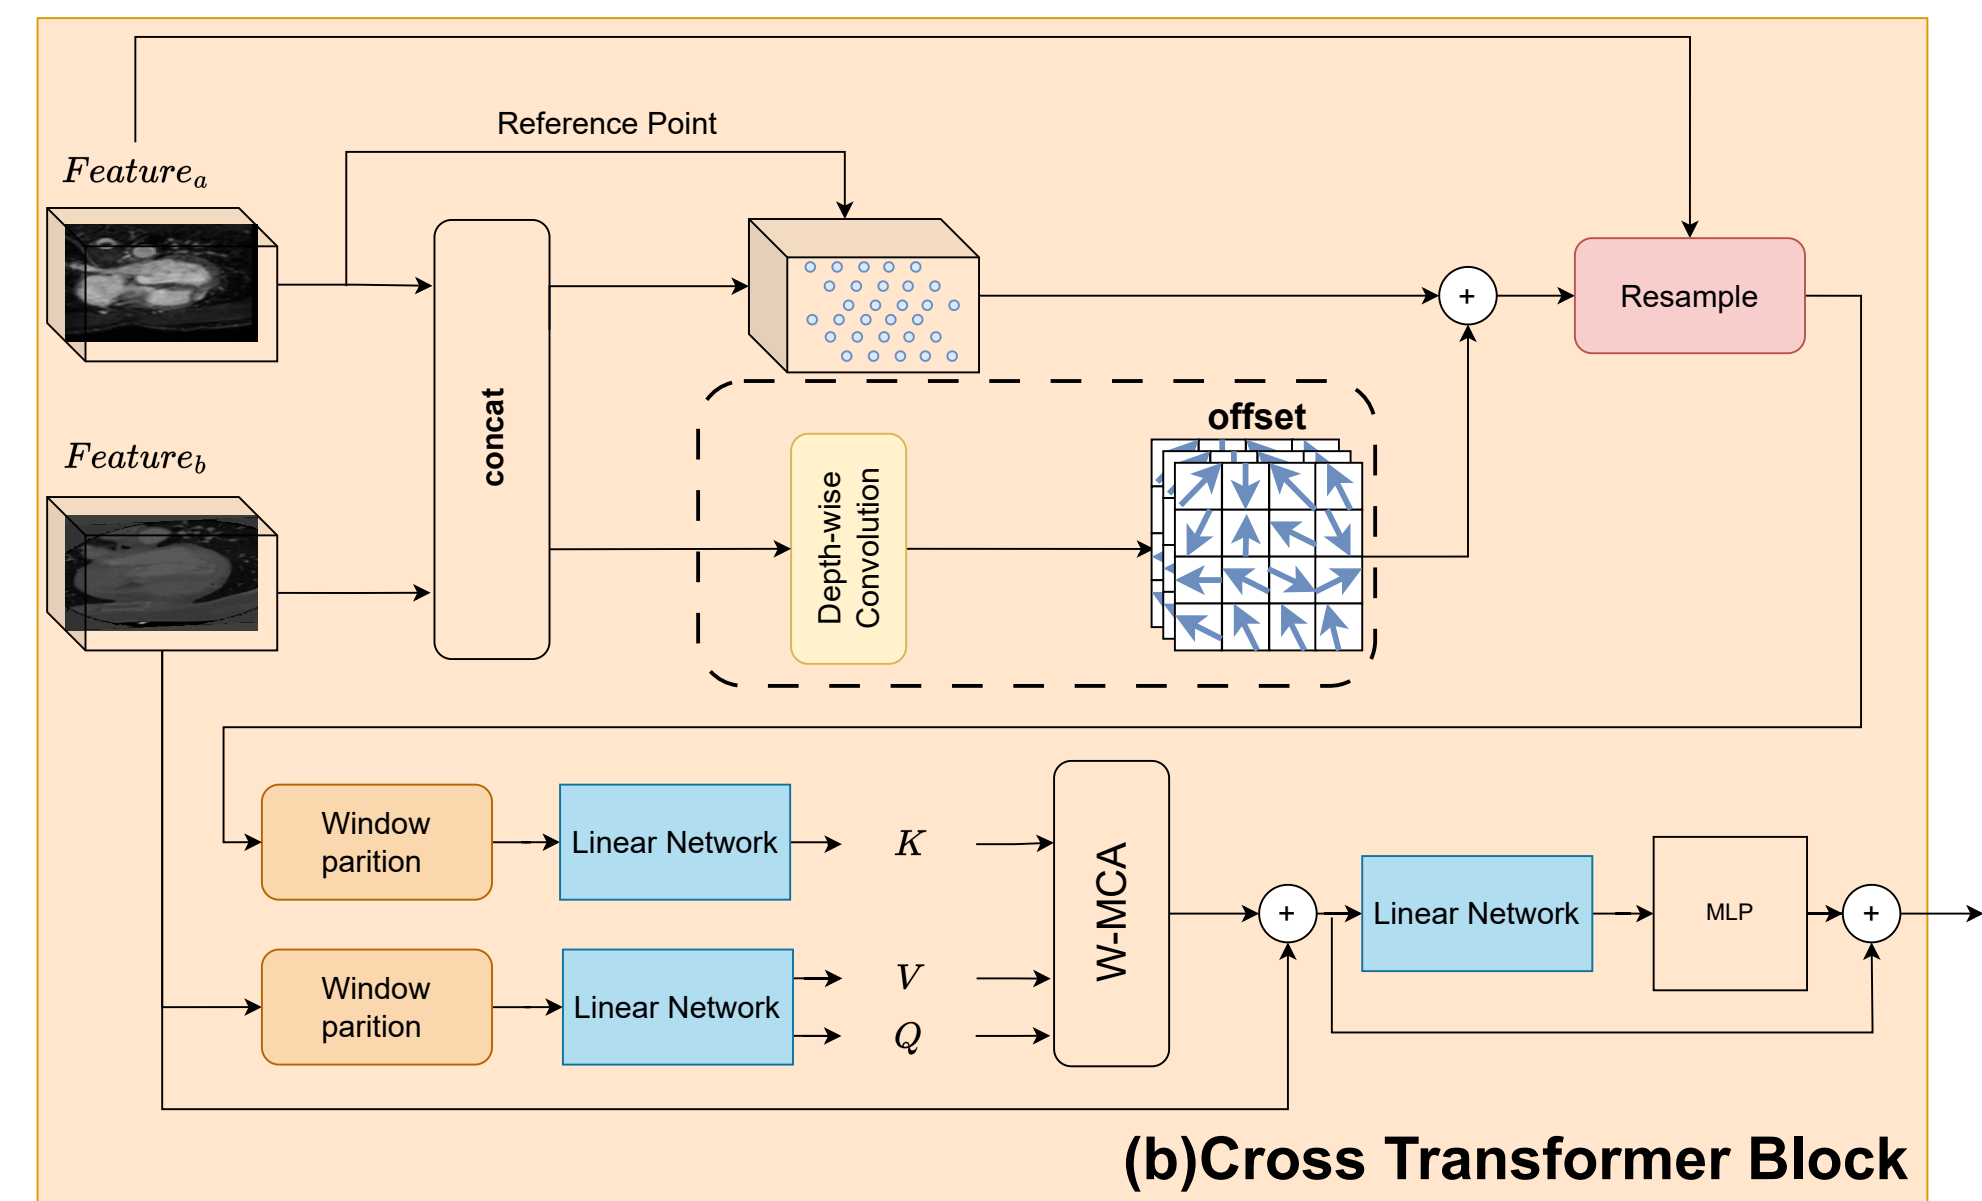 Reference Point
Feature_a
Resample
+
concat
offset
Feature_b
Depth-wise
Convolution
Window
parition
Linear Network
K
W-MCA
+
Linear Network
MLP
+
Window
parition
Linear Network
V
Q
(b)Cross Transformer Block